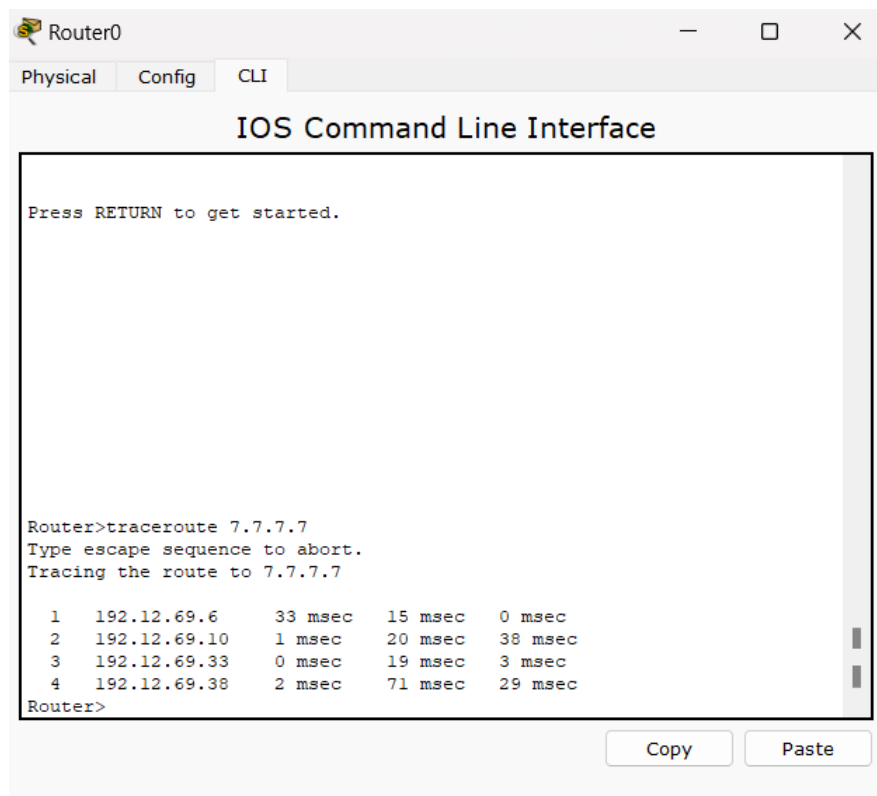 Router0
Physical Config CLI
IOS Command Line Interface
Press RETURN to get started.
Router>traceroute 7.7.7.7
Type escape sequence to abort.
Tracing the route to 7.7.7.7
1 192.12.69.6 33 msec 15 msec 0 msec
2 192.12.69.10 1 msec 20 msec 38 msec
3 192.12.69.33 0 msec 19 msec 3 msec
4 192.12.69.38 2 msec 71 msec 29 msec
Router>
Copy Paste